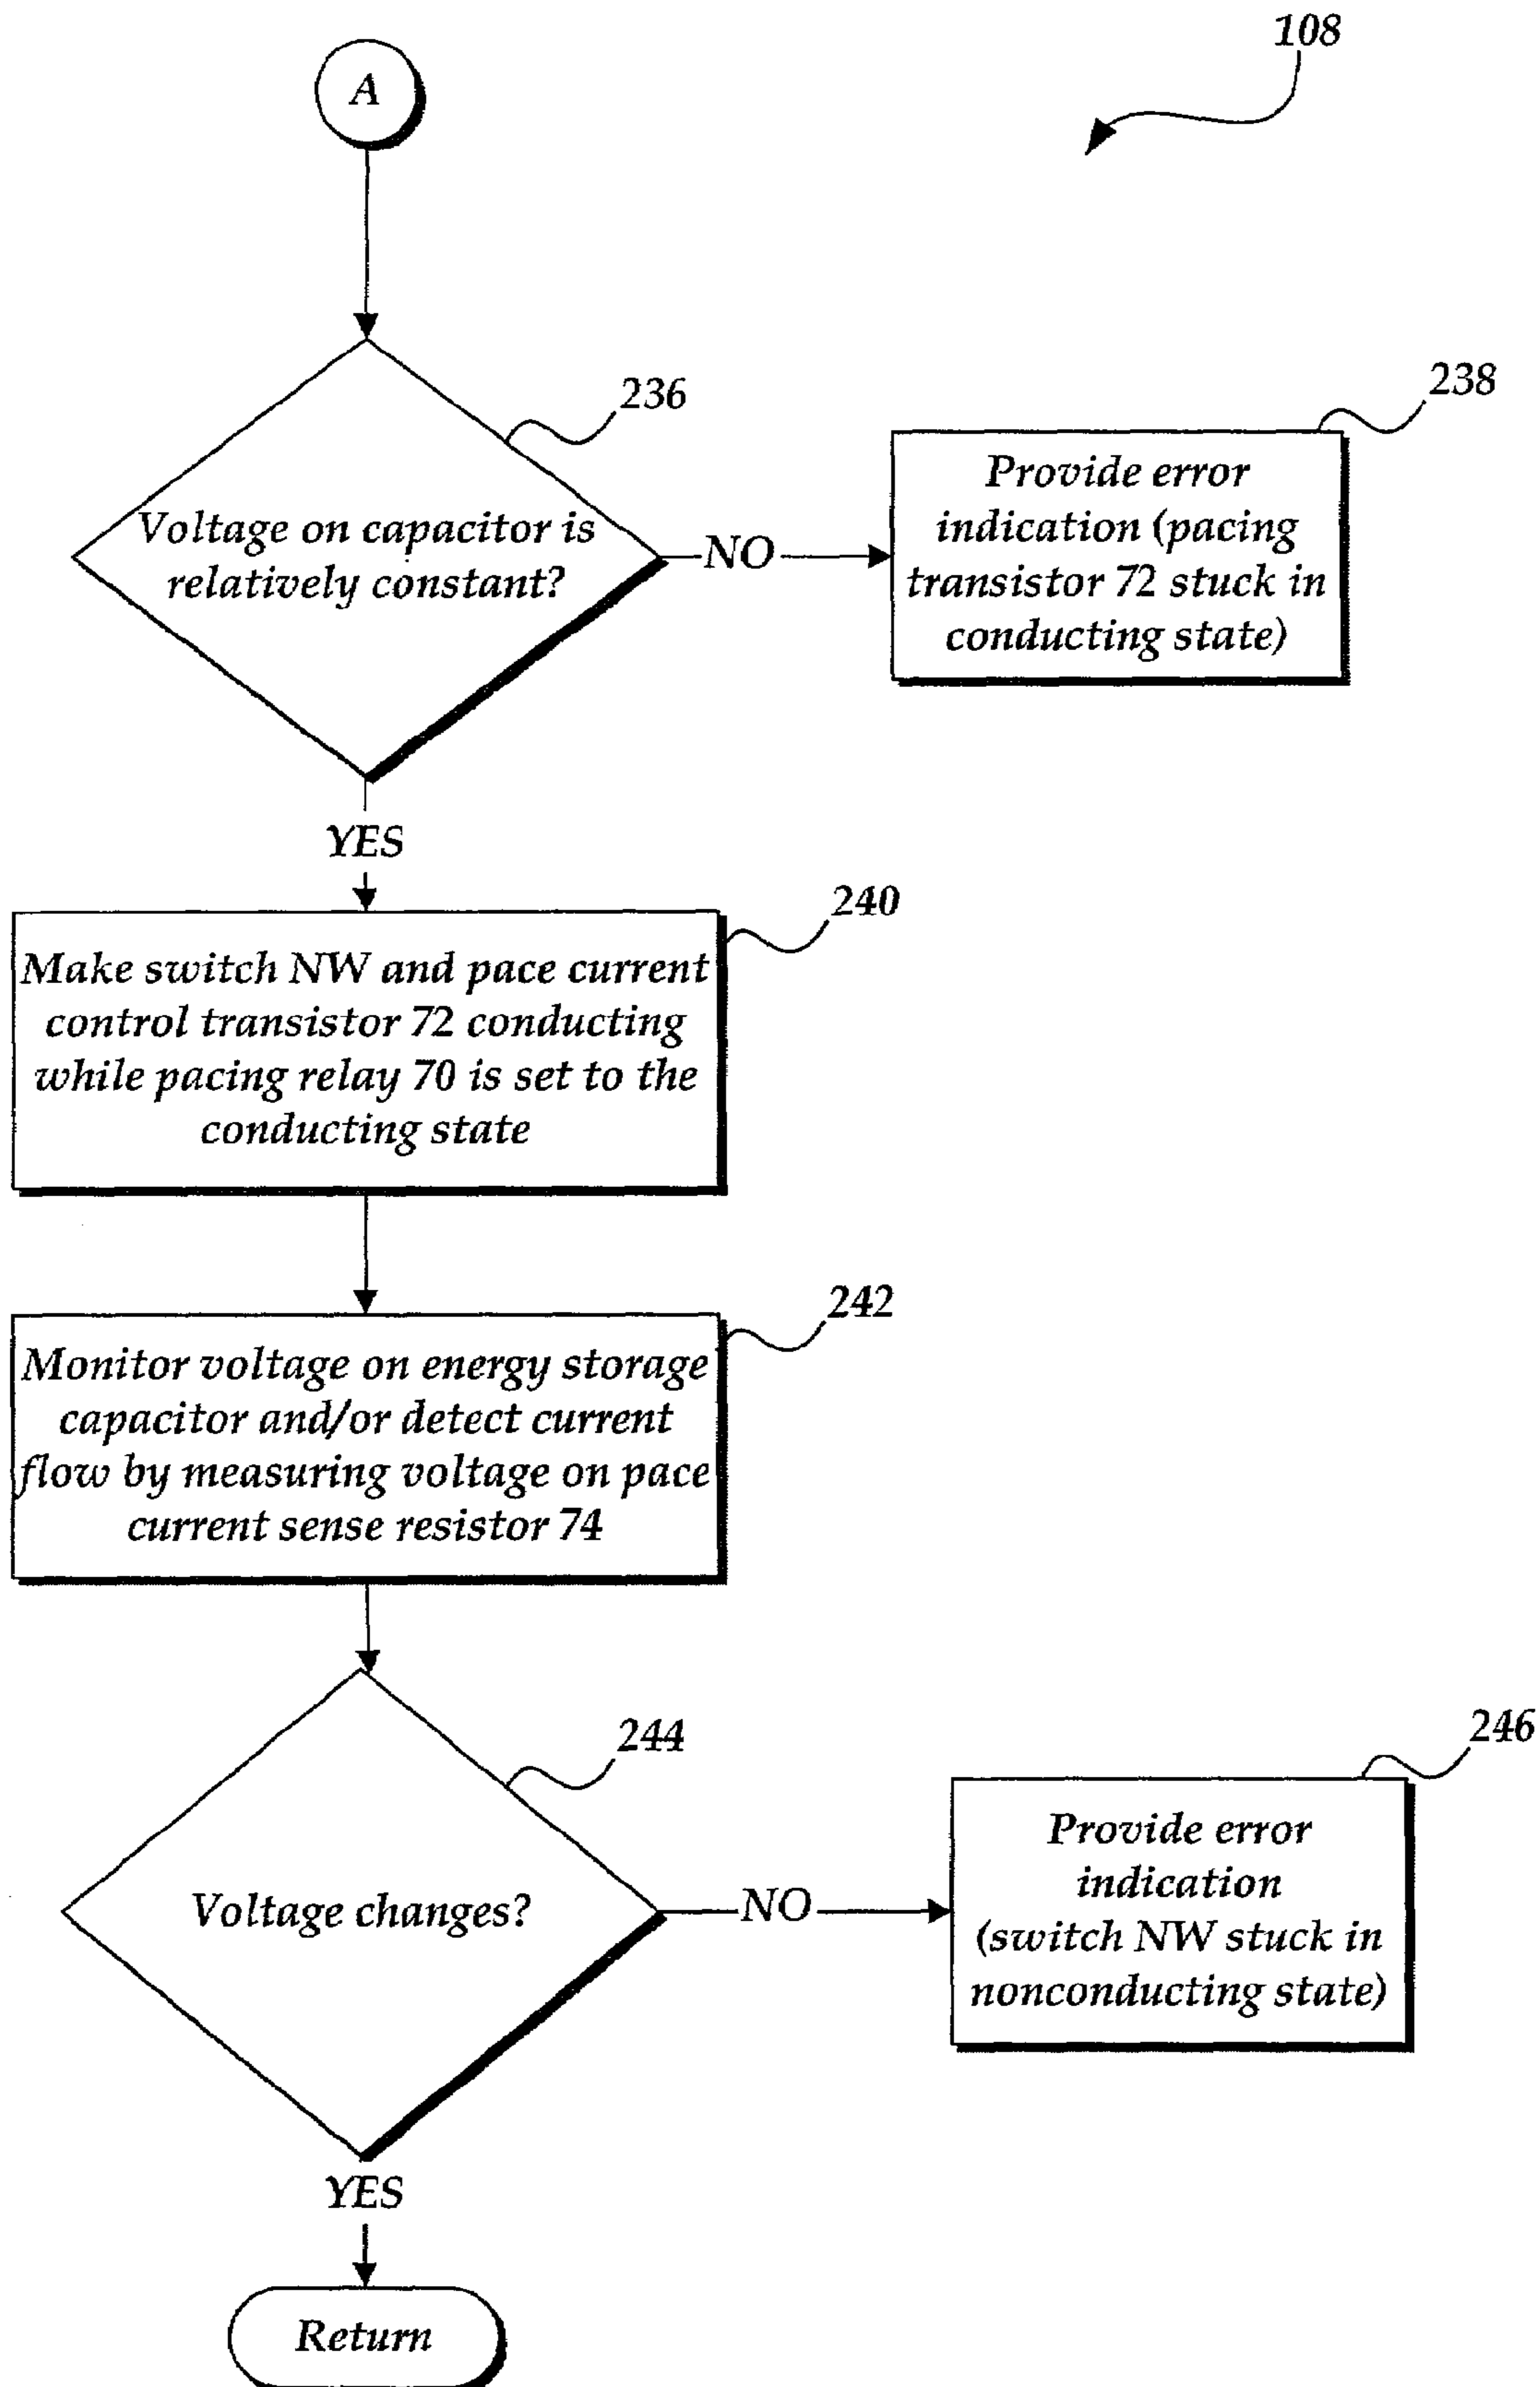 108
A
236
238
Voltage on capacitor is
relatively constant?
NO
Provide error
indication (pacing
transistor 72 stuck in
conducting state)
YES
240
Make switch NW and pace current
control transistor 72 conducting
while pacing relay 70 is set to the
conducting state
242
Monitor voltage on energy storage
capacitor and/or detect current
flow by measuring voltage on pace
current sense resistor 74
244
246
Voltage changes?
NO
Provide error
indication
(switch NW stuck in
nonconducting state)
YES
Return